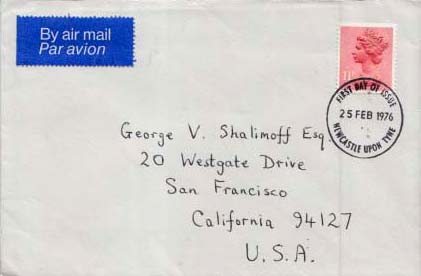 By air mail
Par avion
FIRST DAY OF ISSUE
25 FEB 1976
NEWCASTLE UPON TYNE
George V. Shalimoff Esq.
20 Westgate Drive
San Francisco
California 94127
U.S.A.